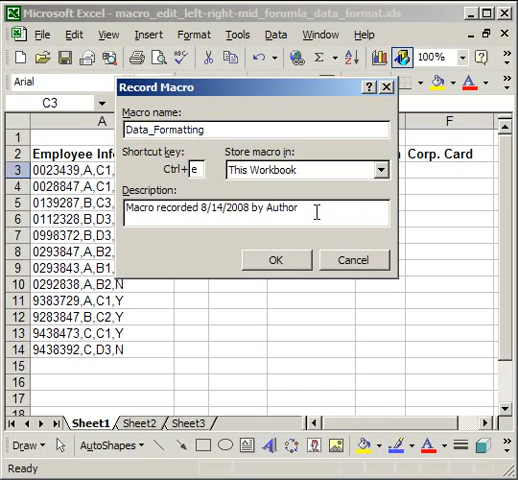 Microsoft Excel - macro_edit_left-right-mid_forumla_data_format.xls
File Edit View Insert Format Tools Data Window Help
100%
Arial
C3
A F
1
2 Employee Info Corp. Card
3 0023439,A,C1,
4 0028847,A,C1,
5 0139287,B,C3,
6 0112328,B,D3,
7 0998372,B,D3,
8 0293847,A,B2,
9 0293843,A,B1,
10 0292838,A,B2,N
11 9383729,A,C1,Y
12 9283847,B,C2,Y
13 9438473,C,C1,Y
14 9438392,C,D3,N
15
16
17
18
Record Macro
Macro name:
Data_Formatting
Shortcut key: Store macro in:
Ctrl+ e This Workbook
Description:
Macro recorded 8/14/2008 by Author
OK Cancel
Sheet1 Sheet2 Sheet3
Draw AutoShapes
Ready